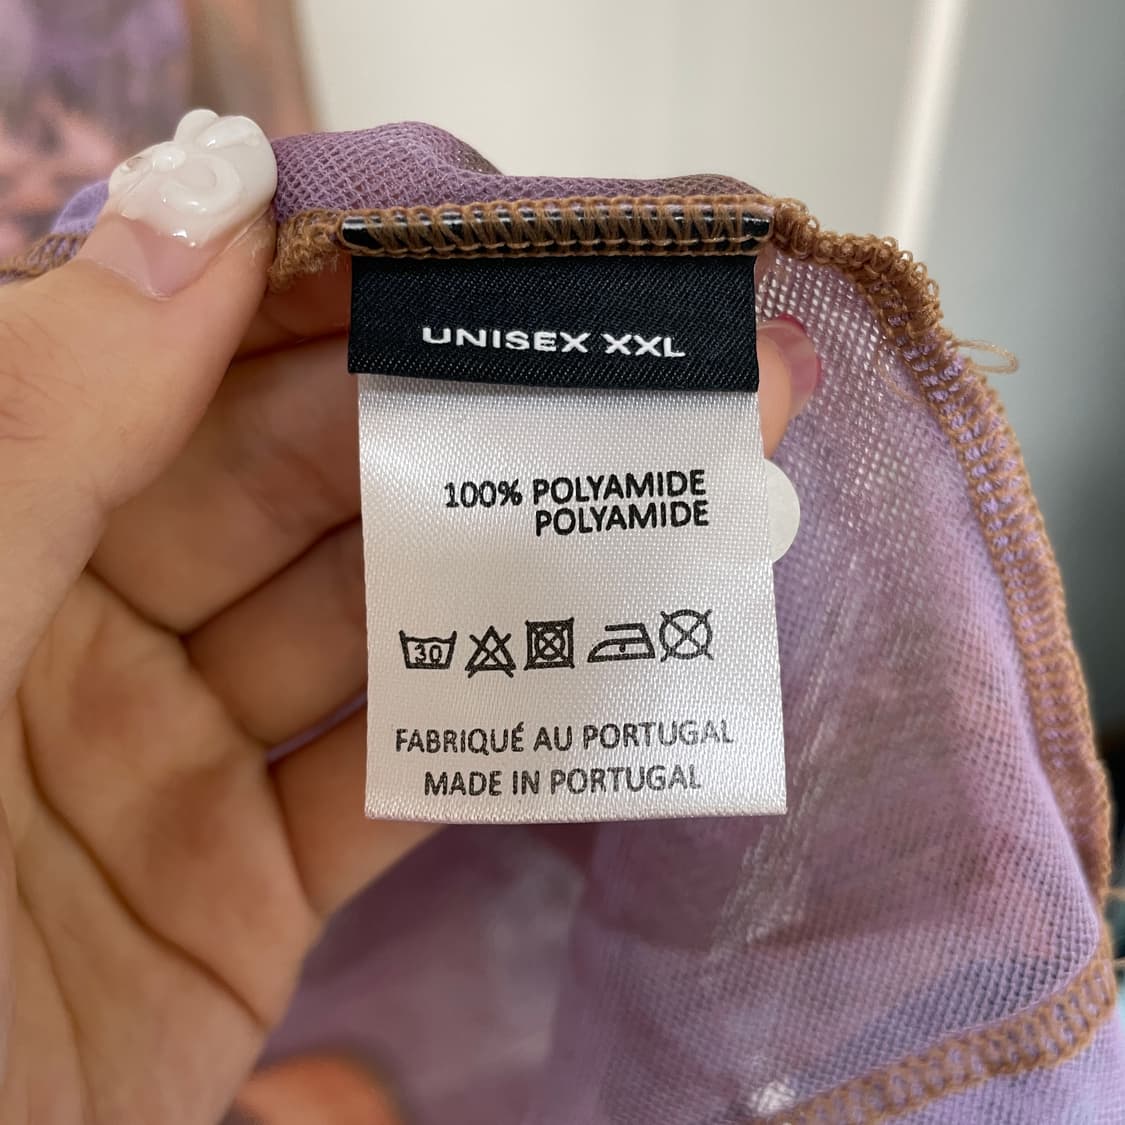 UNISEX XXL
100% POLYAMIDE
POLYAMIDE
30
FABRIQUÉ AU PORTUGAL
MADE IN PORTUGAL